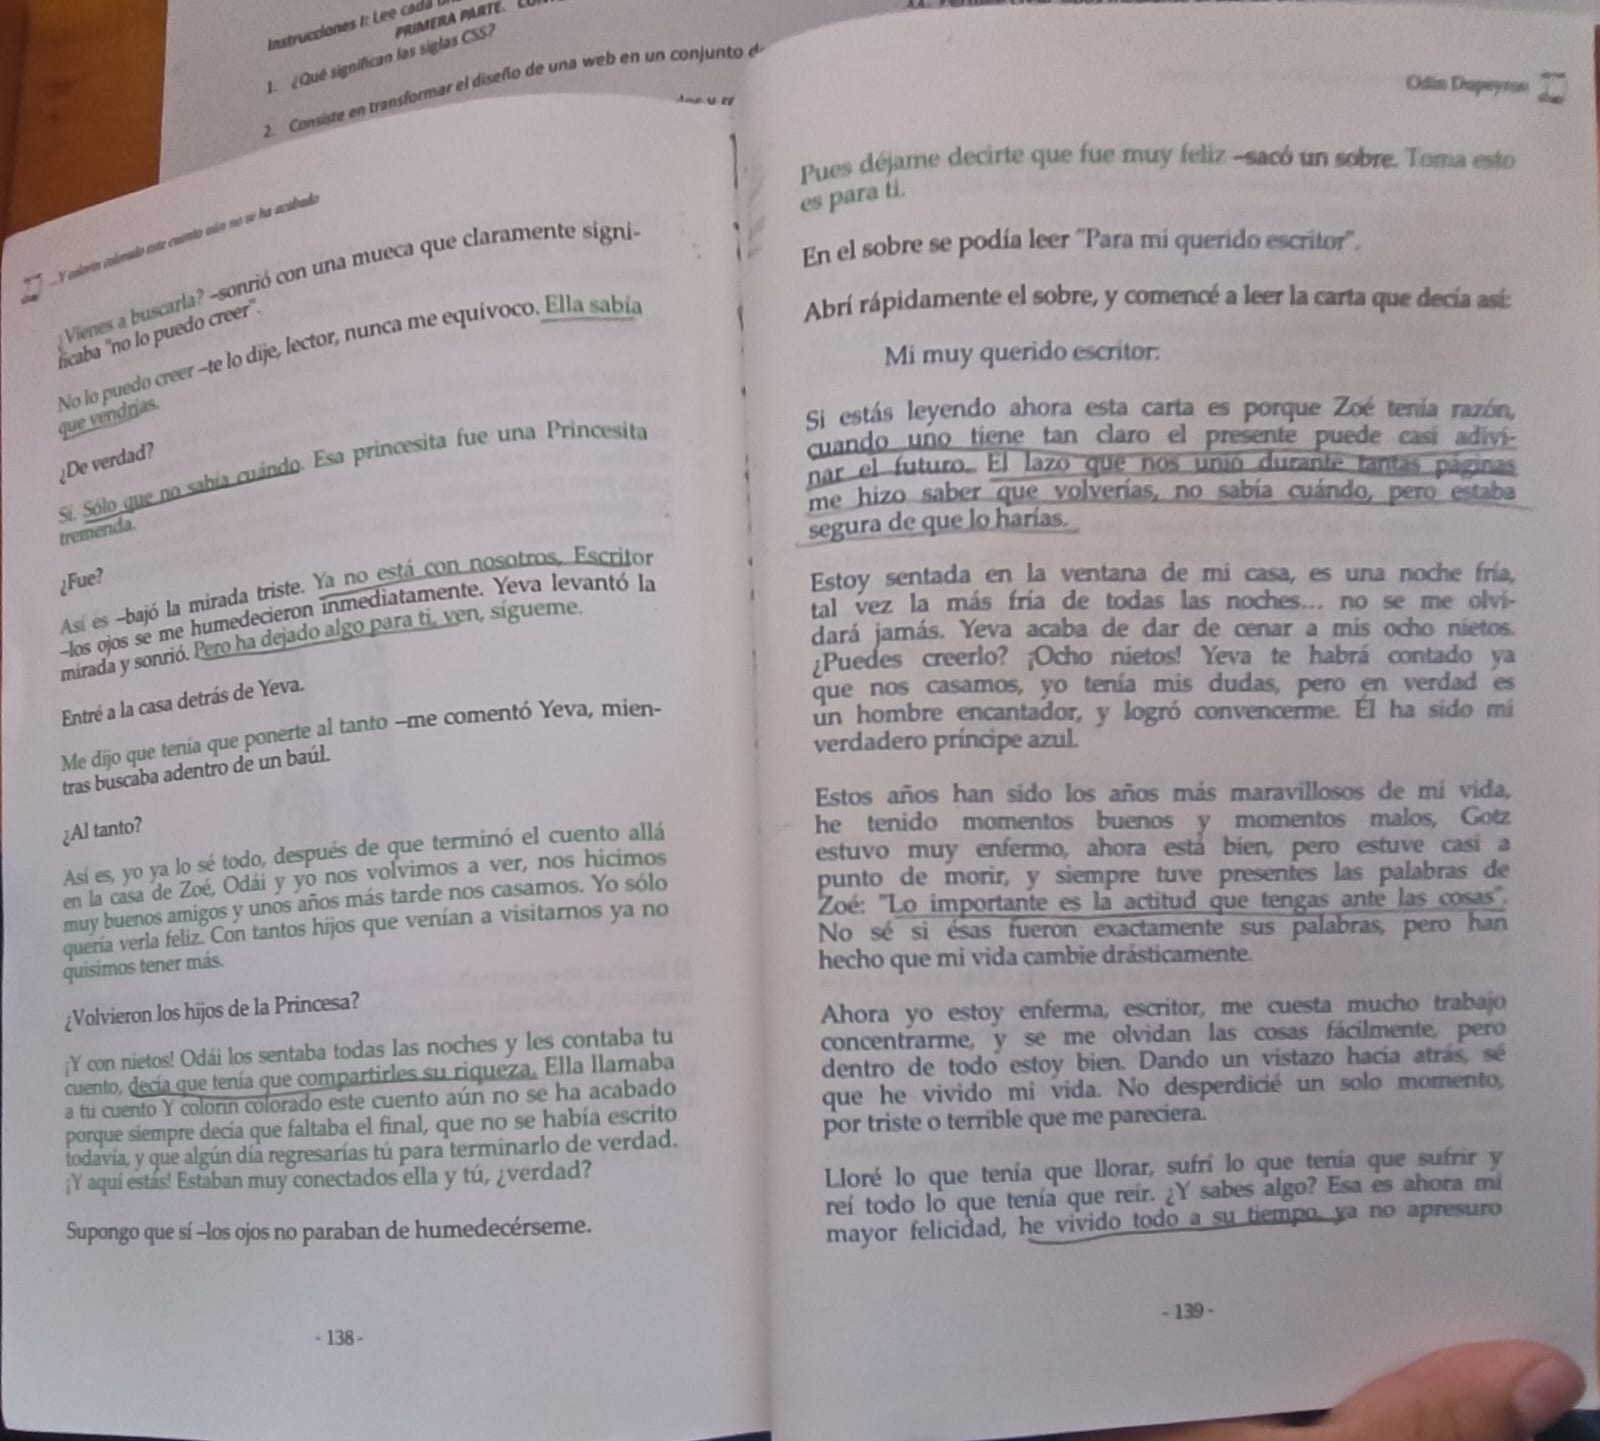 Instrucciones I: Lee cada
PRIMERA PARTE.
1. ¿Qué significan las siglas CSS?
2. Consiste en transformar el diseño de una web en un conjunto d
...Y colorín colorado este cuento aún no se ha acabado
¿Vienes a buscarla? –sonrió con una mueca que claramente signi-
ficaba "no lo puedo creer".
No lo puedo creer –te lo dije, lector, nunca me equivoco. Ella sabía
que vendrías.
¿De verdad?
Sí. Sólo que no sabía cuándo. Esa princesita fue una Princesita
tremenda.
¿Fue?
Así es –bajó la mirada triste. Ya no está con nosotros, Escritor
–los ojos se me humedecieron inmediatamente. Yeva levantó la
mirada y sonrió. Pero ha dejado algo para ti, ven, sígueme.
Entré a la casa detrás de Yeva.
Me dijo que tenía que ponerte al tanto –me comentó Yeva, mien-
tras buscaba adentro de un baúl.
¿Al tanto?
Así es, yo ya lo sé todo, después de que terminó el cuento allá
en la casa de Zoé, Odái y yo nos volvimos a ver, nos hicimos
muy buenos amigos y unos años más tarde nos casamos. Yo sólo
quería verla feliz. Con tantos hijos que venían a visitarnos ya no
quisimos tener más.
¿Volvieron los hijos de la Princesa?
¡Y con nietos! Odái los sentaba todas las noches y les contaba tu
cuento, decía que tenía que compartirles su riqueza. Ella llamaba
a tu cuento Y colorín colorado este cuento aún no se ha acabado
porque siempre decía que faltaba el final, que no se había escrito
todavía, y que algún día regresarías tú para terminarlo de verdad.
¡Y aquí estás! Estaban muy conectados ella y tú, ¿verdad?
Supongo que sí –los ojos no paraban de humedecérseme.
- 138 -
Odin Dupeyron
Pues déjame decirte que fue muy feliz –sacó un sobre. Toma esto
es para ti.
En el sobre se podía leer "Para mi querido escritor".
Abrí rápidamente el sobre, y comencé a leer la carta que decía así:
Mi muy querido escritor:
Si estás leyendo ahora esta carta es porque Zoé tenía razón,
cuando uno tiene tan claro el presente puede casi adivi-
nar el futuro. El lazo que nos unió durante tantas páginas
me hizo saber que volverías, no sabía cuándo, pero estaba
segura de que lo harías.
Estoy sentada en la ventana de mi casa, es una noche fría,
tal vez la más fría de todas las noches... no se me olvi-
dará jamás. Yeva acaba de dar de cenar a mis ocho nietos.
¿Puedes creerlo? ¡Ocho nietos! Yeva te habrá contado ya
que nos casamos, yo tenía mis dudas, pero en verdad es
un hombre encantador, y logró convencerme. Él ha sido mi
verdadero príncipe azul.
Estos años han sido los años más maravillosos de mi vida,
he tenido momentos buenos y momentos malos, Gotz
estuvo muy enfermo, ahora está bien, pero estuve casi a
punto de morir, y siempre tuve presentes las palabras de
Zoé: "Lo importante es la actitud que tengas ante las cosas".
No sé si ésas fueron exactamente sus palabras, pero han
hecho que mi vida cambie drásticamente.
Ahora yo estoy enferma, escritor, me cuesta mucho trabajo
concentrarme, y se me olvidan las cosas fácilmente, pero
dentro de todo estoy bien. Dando un vistazo hacia atrás, sé
que he vivido mi vida. No desperdicié un solo momento,
por triste o terrible que me pareciera.
Lloré lo que tenía que llorar, sufrí lo que tenía que sufrir y
reí todo lo que tenía que reír. ¿Y sabes algo? Esa es ahora mi
mayor felicidad, he vivido todo a su tiempo, ya no apresuro
- 139 -